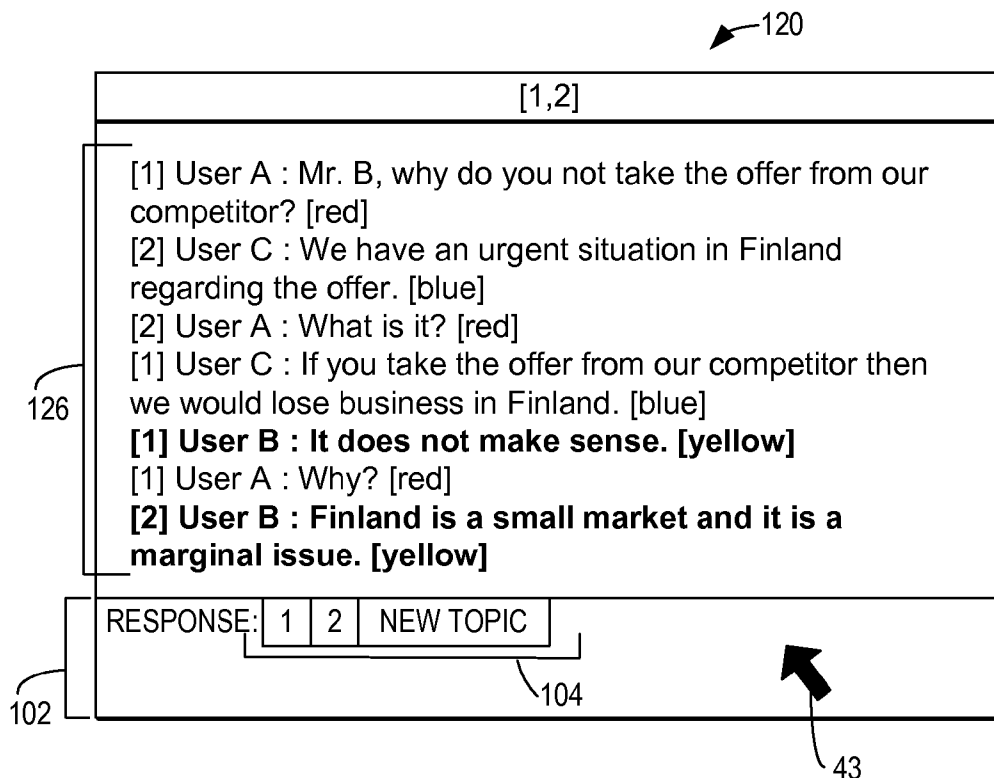 120
[1,2]
[1] User A : Mr. B, why do you not take the offer from our
competitor? [red]
[2] User C : We have an urgent situation in Finland
regarding the offer. [blue]
[2] User A : What is it? [red]
[1] User C : If you take the offer from our competitor then
we would lose business in Finland. [blue]
126
[1] User B : It does not make sense. [yellow]
[1] User A : Why? [red]
[2] User B : Finland is a small market and it is a
marginal issue. [yellow]
RESPONSE: 1 2 NEW TOPIC
104
102
43